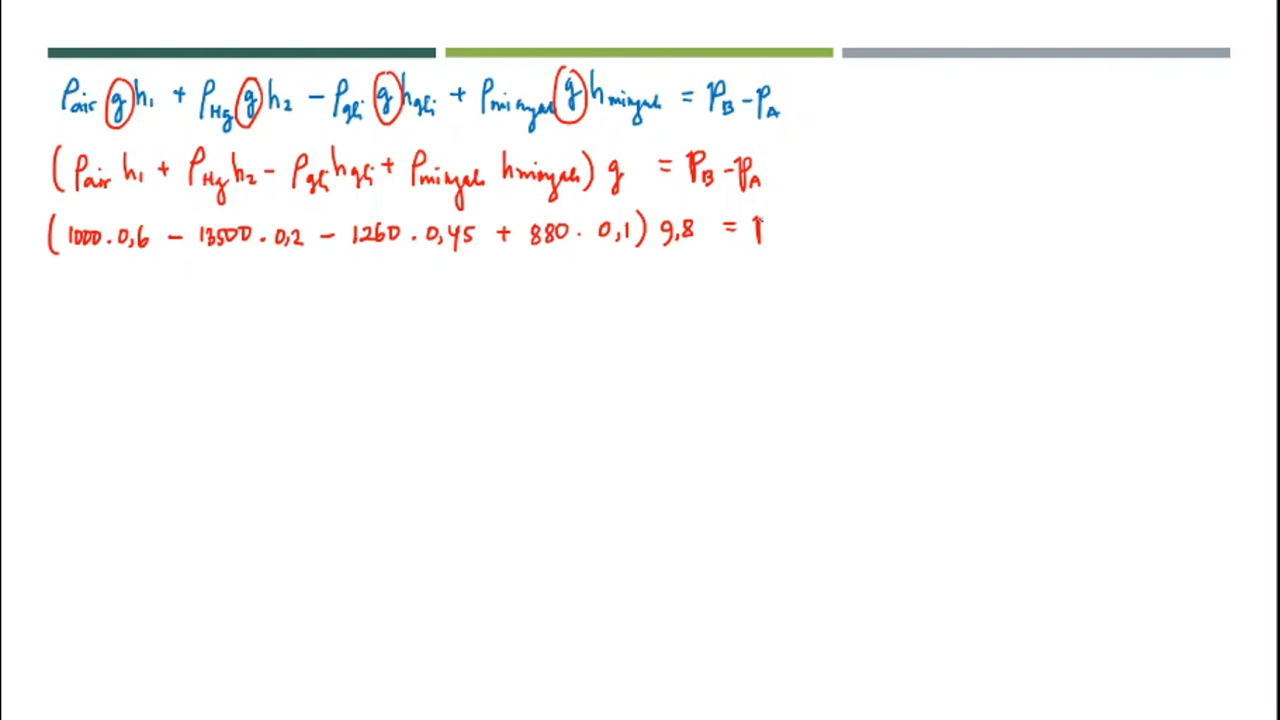 ρair g h₁ + ρHg g h₂ − ρgli g hgli + ρminyak g hminyak = PB − PA
(ρair h₁ + ρHg h₂ − ρgli hgli + ρminyak hminyak) g = PB − PA
(1000 . 0,6 − 13500 . 0,2 − 1260 . 0,45 + 880 . 0,1) 9,8 =